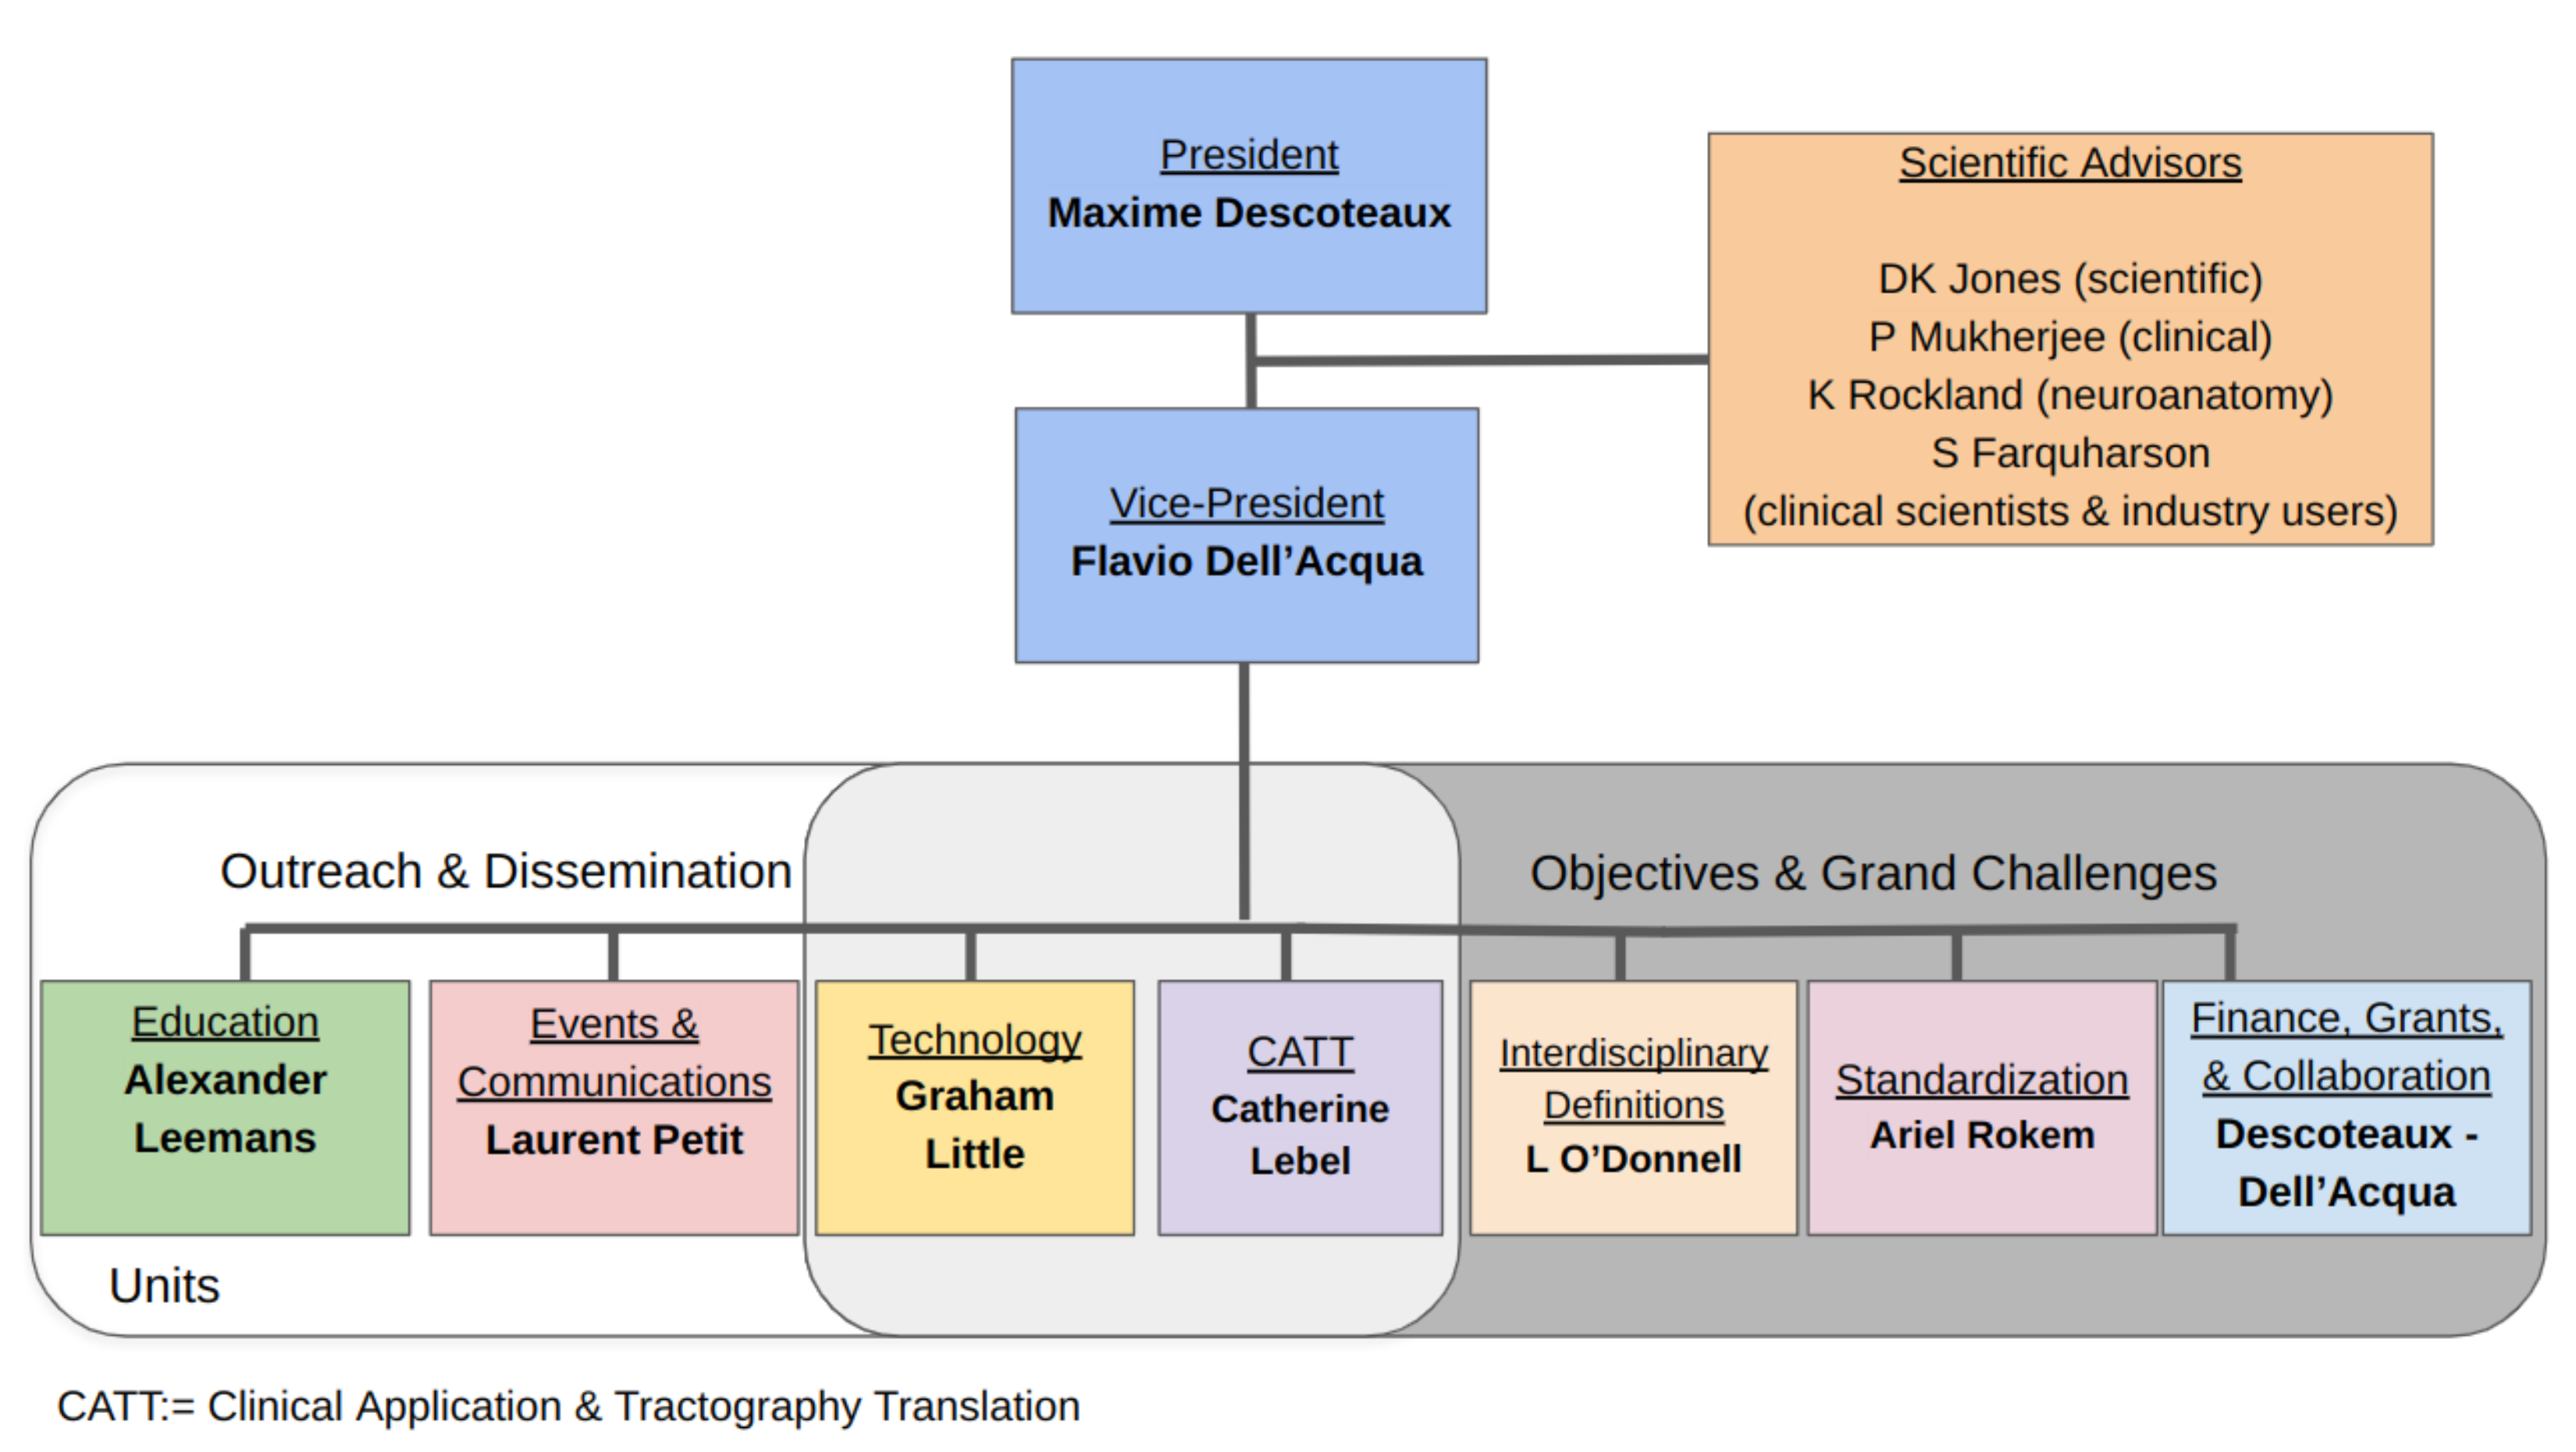 President
Maxime Descoteaux
Scientific Advisors
DK Jones (scientific)
P Mukherjee (clinical)
K Rockland (neuroanatomy)
S Farquharson
(clinical scientists & industry users)
Vice-President
Flavio Dell’Acqua
Outreach & Dissemination
Objectives & Grand Challenges
Education
Alexander
Leemans
Events &
Communications
Laurent Petit
Technology
Graham
Little
CATT
Catherine
Lebel
Interdisciplinary
Definitions
L O’Donnell
Standardization
Ariel Rokem
Finance, Grants,
& Collaboration
Descoteaux -
Dell’Acqua
Units
CATT:= Clinical Application & Tractography Translation